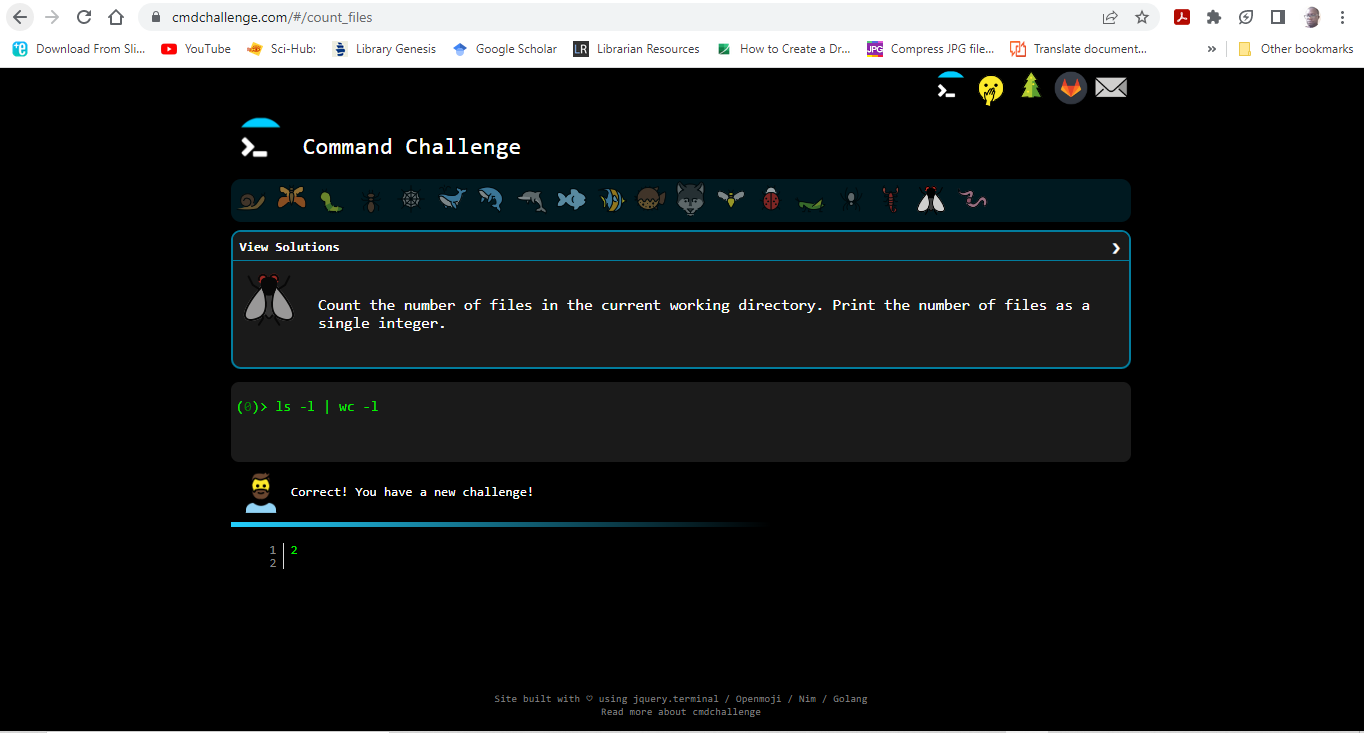 cmdchallenge.com/#/count_files
Download From Sli... YouTube Sci-Hub: Library Genesis Google Scholar LR Librarian Resources How to Create a Dr... JPG Compress JPG file... Translate document... » Other bookmarks
Command Challenge
View Solutions
Count the number of files in the current working directory. Print the number of files as a
single integer.
(0)> ls -l | wc -l
Correct! You have a new challenge!
1 2
2
Site built with ♡ using jquery.terminal / Openmoji / Nim / Golang
Read more about cmdchallenge